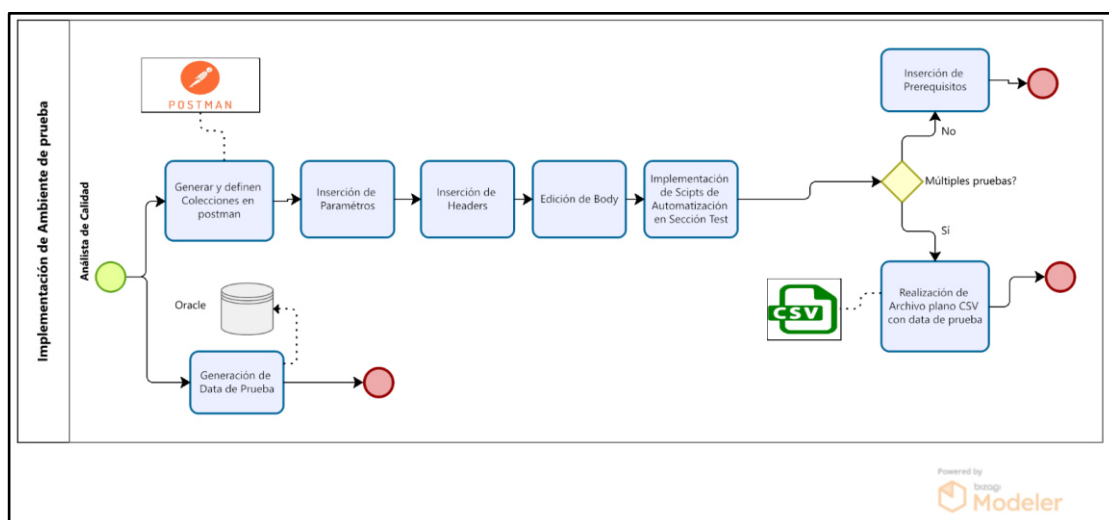 Implementación de Ambiente de prueba
Análista de Calidad
POSTMAN
Generar y definen
Colecciones en
postman
Inserción de
Paramétros
Inserción de
Headers
Edición de Body
Implementación
de Scipts de
Automatización
en Sección Test
Múltiples pruebas?
No
Inserción de
Prerequisitos
Sí
Realización de
Archivo plano CSV
con data de prueba
CSV
Oracle
Generación de
Data de Prueba
Powered by
bizagi
Modeler